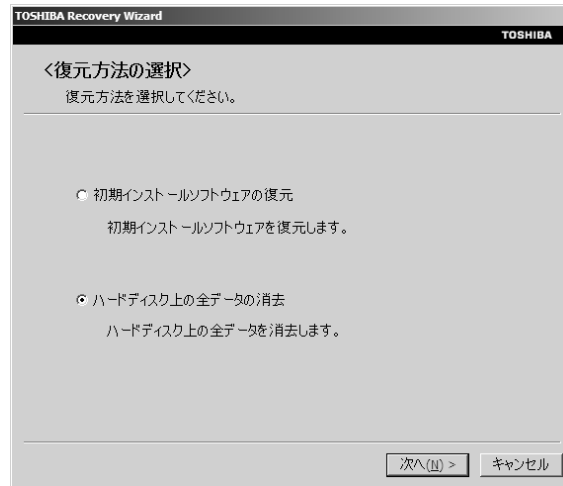 TOSHIBA Recovery Wizard
TOSHIBA
<復元方法の選択>
復元方法を選択してください。
初期インストールソフトウェアの復元
初期インストールソフトウェアを復元します。
ハードディスク上の全データの消去
ハードディスク上の全データを消去します。
次へ(N) >
キャンセル